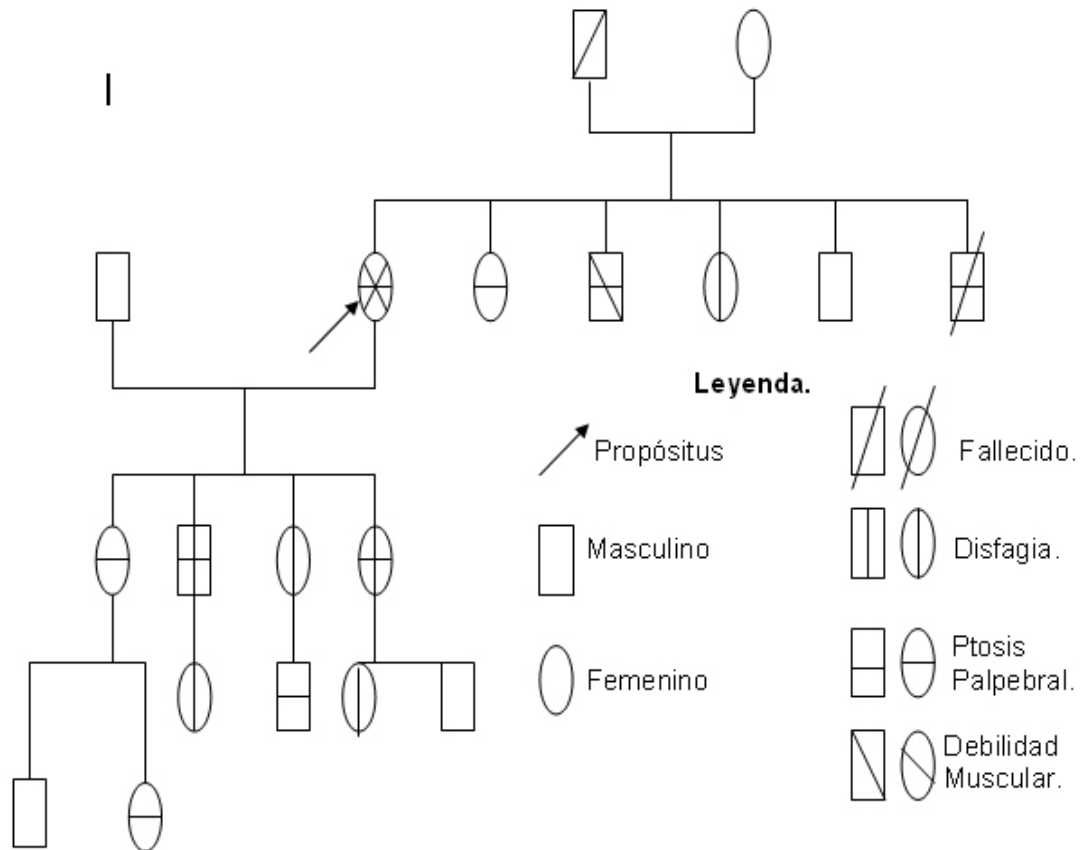 I
Leyenda.
Propósitus
Fallecido.
Masculino
Disfagia.
Femenino
Ptosis
Palpebral.
Debilidad
Muscular.